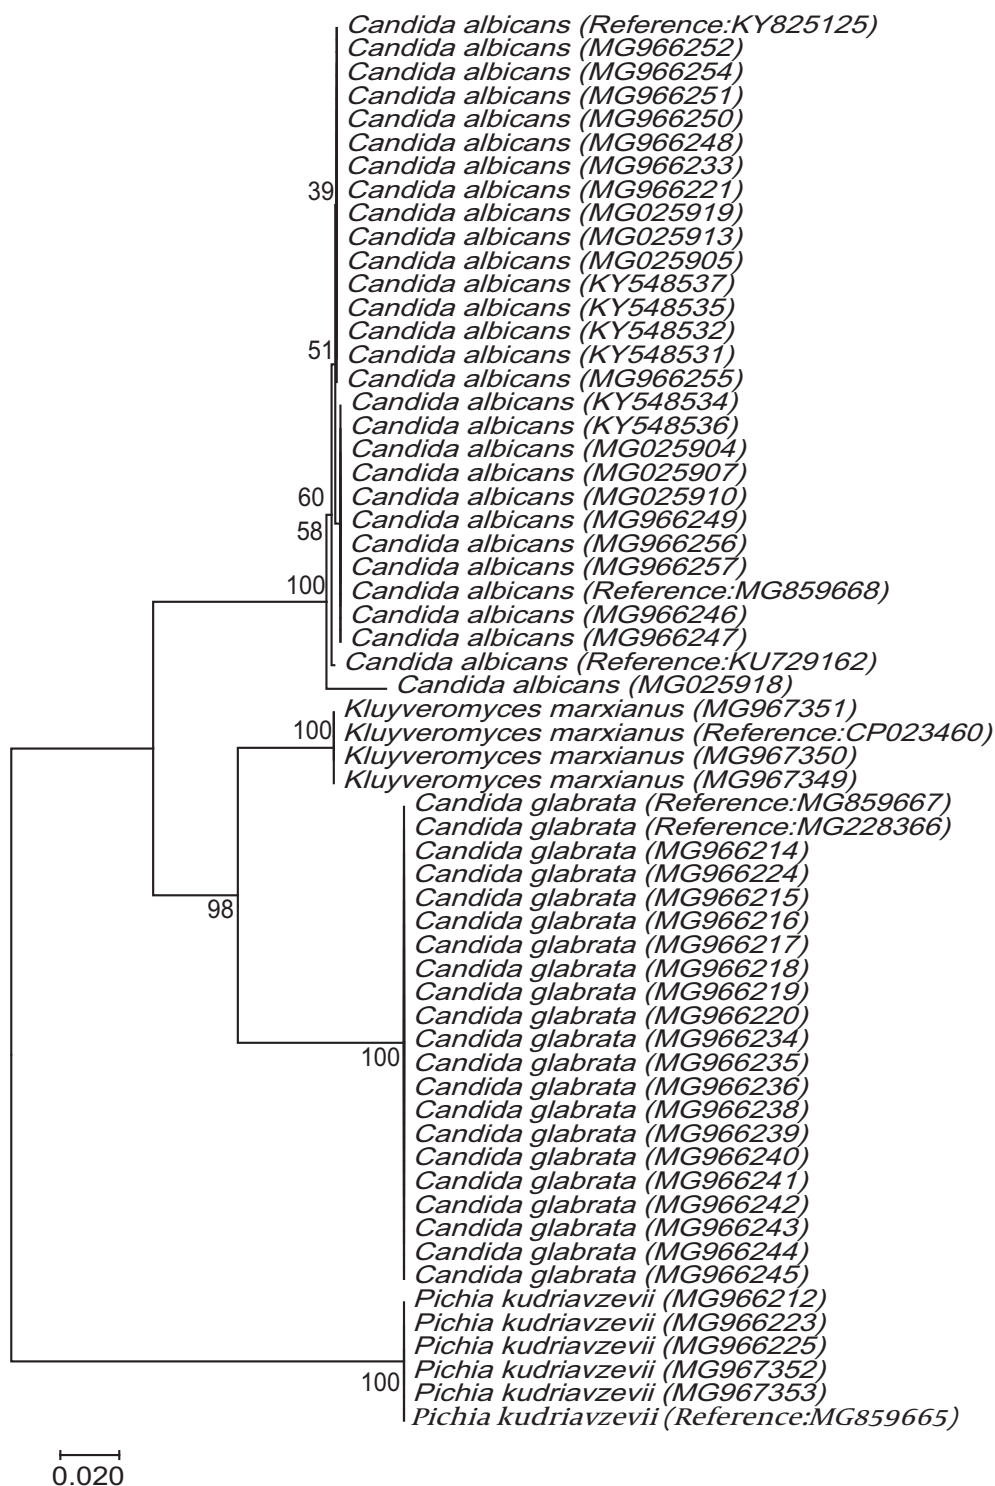 Candida albicans (Reference:KY825125)
Candida albicans (MG966252)
Candida albicans (MG966254)
Candida albicans (MG966251)
Candida albicans (MG966250)
Candida albicans (MG966248)
Candida albicans (MG966233)
39
Candida albicans (MG966221)
Candida albicans (MG025919)
Candida albicans (MG025913)
Candida albicans (MG025905)
Candida albicans (KY548537)
Candida albicans (KY548535)
Candida albicans (KY548532)
51
Candida albicans (KY548531)
Candida albicans (MG966255)
Candida albicans (KY548534)
Candida albicans (KY548536)
Candida albicans (MG025904)
Candida albicans (MG025907)
60
Candida albicans (MG025910)
Candida albicans (MG966249)
58
Candida albicans (MG966256)
Candida albicans (MG966257)
100
Candida albicans (Reference:MG859668)
Candida albicans (MG966246)
Candida albicans (MG966247)
Candida albicans (Reference:KU729162)
Candida albicans (MG025918)
Kluyveromyces marxianus (MG967351)
100
Kluyveromyces marxianus (Reference:CP023460)
Kluyveromyces marxianus (MG967350)
Kluyveromyces marxianus (MG967349)
Candida glabrata (Reference:MG859667)
Candida glabrata (Reference:MG228366)
Candida glabrata (MG966214)
Candida glabrata (MG966224)
Candida glabrata (MG966215)
98
Candida glabrata (MG966216)
Candida glabrata (MG966217)
Candida glabrata (MG966218)
Candida glabrata (MG966219)
Candida glabrata (MG966220)
Candida glabrata (MG966234)
100
Candida glabrata (MG966235)
Candida glabrata (MG966236)
Candida glabrata (MG966238)
Candida glabrata (MG966239)
Candida glabrata (MG966240)
Candida glabrata (MG966241)
Candida glabrata (MG966242)
Candida glabrata (MG966243)
Candida glabrata (MG966244)
Candida glabrata (MG966245)
Pichia kudriavzevii (MG966212)
Pichia kudriavzevii (MG966223)
Pichia kudriavzevii (MG966225)
Pichia kudriavzevii (MG967352)
100
Pichia kudriavzevii (MG967353)
Pichia kudriavzevii (Reference:MG859665)
0.020